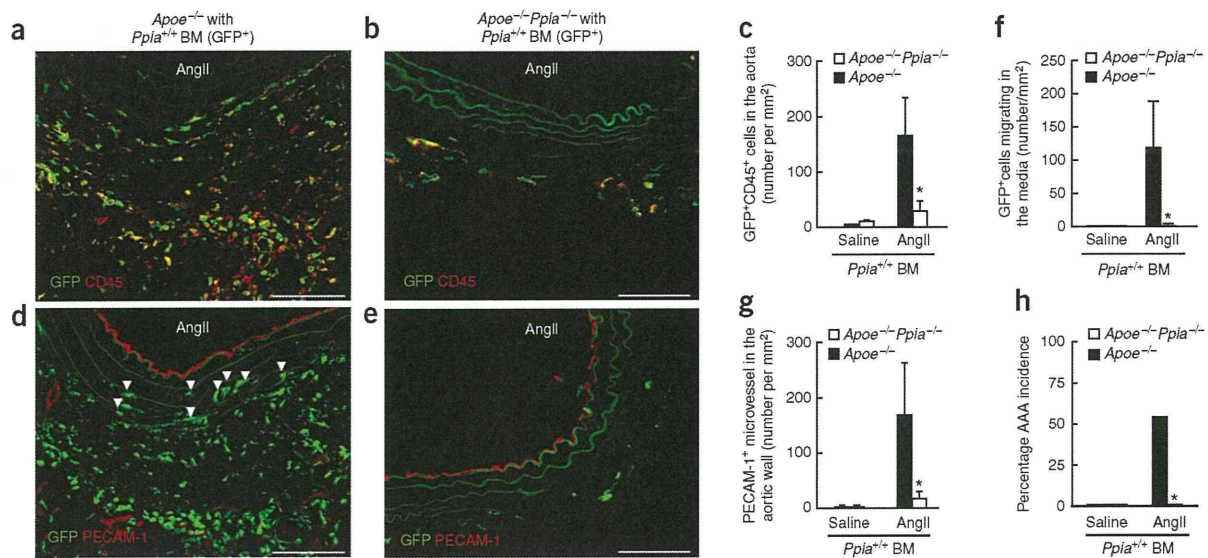 a
Apoe–/– with
Ppia+/+ BM (GFP+)
AngII
GFP CD45
b
Apoe–/–Ppia–/– with
Ppia+/+ BM (GFP+)
AngII
GFP CD45
c
GFP+CD45+ cells in the aorta
(number per mm2)
300
200
100
0
Apoe–/–Ppia–/–
Apoe–/–
*
Saline AngII
Ppia+/+ BM
f
GFP+cells migrating in
the media (number/mm2)
250
200
150
100
50
0
Apoe–/–Ppia–/–
Apoe–/–
*
Saline AngII
Ppia+/+ BM
d
AngII
GFP PECAM-1
e
AngII
GFP PECAM-1
g
PECAM-1+ microvessel in the
aortic wall (number per mm2)
300
200
100
0
Apoe–/–Ppia–/–
Apoe–/–
*
Saline AngII
Ppia+/+ BM
h
Percentage AAA incidence
100
75
50
25
0
Apoe–/–Ppia–/–
Apoe–/–
*
Saline AngII
Ppia+/+ BM